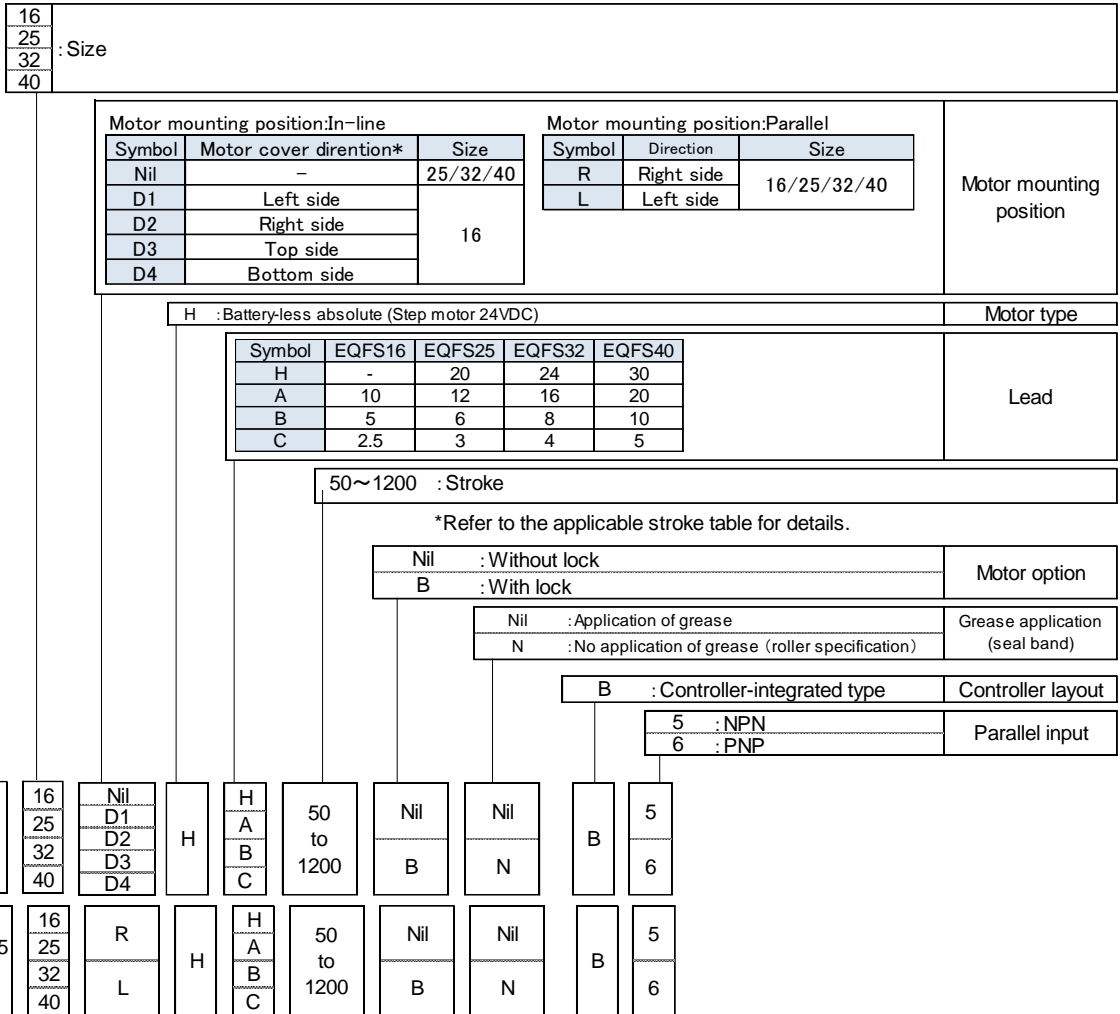 16
25
32
40
: Size
Motor mounting position:In-line
Motor mounting position:Parallel
Symbol Motor cover dirention* Size
Nil – 25/32/40
D1 Left side
D2 Right side
D3 Top side
D4 Bottom side
16
Symbol Direction Size
R Right side
L Left side
16/25/32/40
Motor mounting
position
H :Battery-less absolute (Step motor 24VDC) Motor type
Symbol EQFS16 EQFS25 EQFS32 EQFS40
H - 20 24 30
A 10 12 16 20
B 5 6 8 10
C 2.5 3 4 5
Lead
50~1200 :Stroke
*Refer to the applicable stroke table for details.
Nil :Without lock
B :With lock
Motor option
Nil :Application of grease
N :No application of grease (roller specification)
Grease application
(seal band)
B :Controller-integrated type Controller layout
5 :NPN
6 :PNP
Parallel input
16
25
32
40
Nil
D1
D2
D3
D4
H
H
A
B
C
50
to
1200
Nil
B
Nil
N
B
5
6
5
16
25
32
40
R
L
H
H
A
B
C
50
to
1200
Nil
B
Nil
N
B
5
6